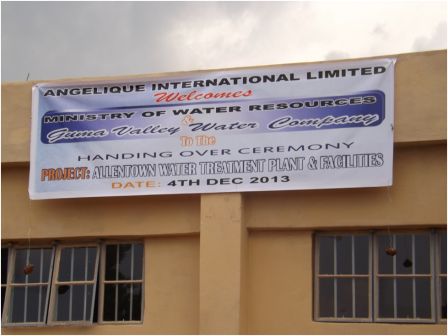 ANGELIQUE INTERNATIONAL LIMITED
Welcomes
MINISTRY OF WATER RESOURCES
&
Guma Valley Water Company
To The
HANDING OVER CEREMONY
PROJECT: ALLENTOWN WATER TREATMENT PLANT & FACILITIES
DATE: 4TH DEC 2013